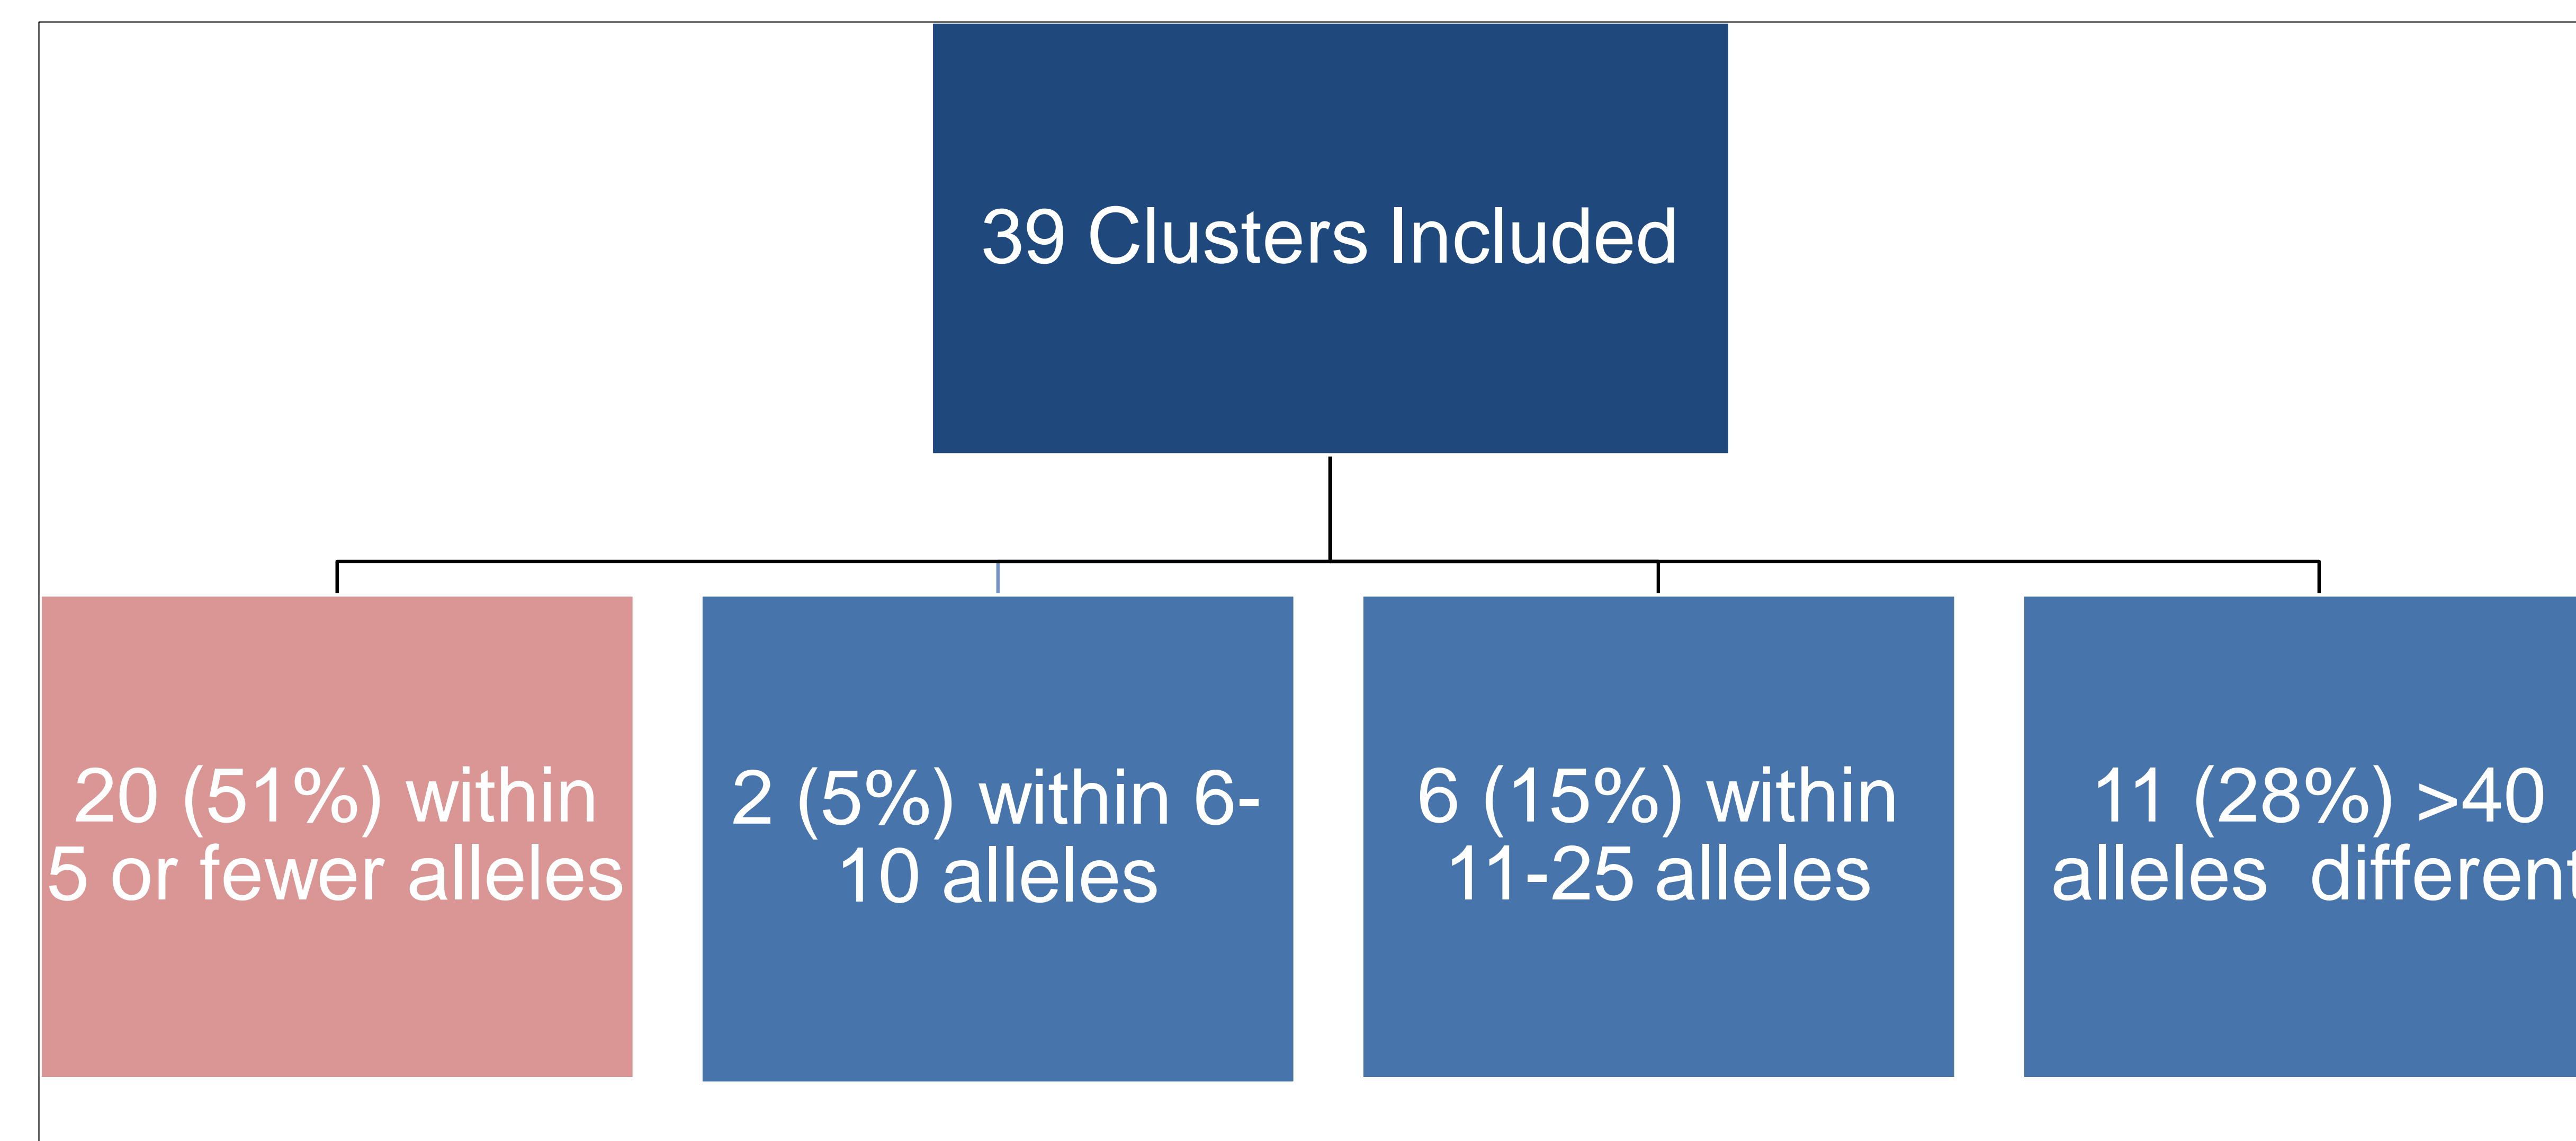 39 Clusters Included
20 (51%) within
5 or fewer alleles
2 (5%) within 6-
10 alleles
6 (15%) within
11-25 alleles
11 (28%) >40
alleles  different